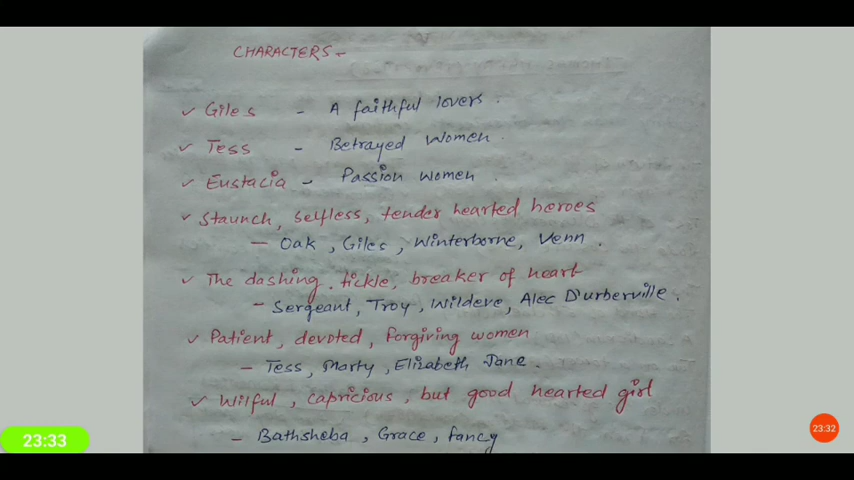 CHARACTERS -
✓ Giles - A faithful lovers.
✓ Tess - Betrayed Women
✓ Eustacia - Passion women
✓ Staunch, selfless, tender hearted heroes
- Oak, Giles, Winterborne, Venn.
✓ The dashing, tickle, breaker of heart
- Sergeant, Troy, Wildeve, Alec D'urberville.
✓ Patient, devoted, forgiving women
- Tess, Marty, Elizabeth Jane.
✓ Wilful, capricious, but good hearted girl
- Bathsheba, Grace, fancy
23:33
23:32